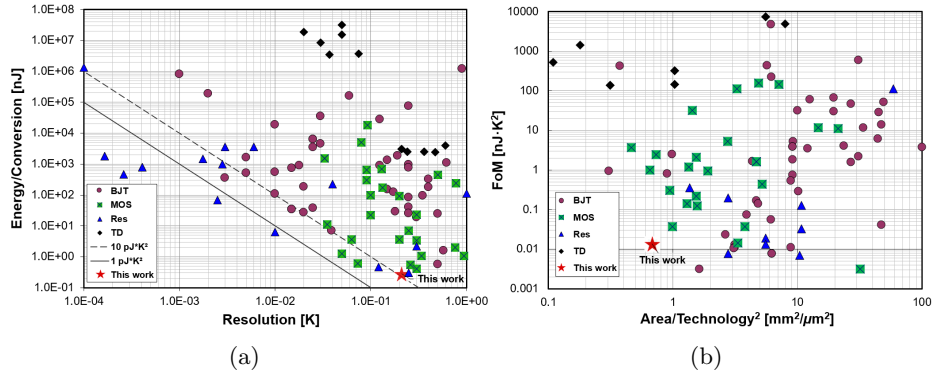 1.0E+08
1.0E+07
1.0E+06
1.0E+05
1.0E+04
1.0E+03
1.0E+02
1.0E+01
1.0E+00
1.0E-01
Energy/Conversion [nJ]
BJT
MOS
Res
TD
10 pJ*K²
1 pJ*K²
This work
This work
1.0E-04 1.0E-03 1.0E-02 1.0E-01 1.0E+00
Resolution [K]
(a)
10000
1000
100
10
1
0.1
0.01
0.001
FoM [nJ·K²]
BJT
MOS
Res
TD
This work
This work
0.1 1 10 100
Area/Technology² [mm²/µm²]
(b)